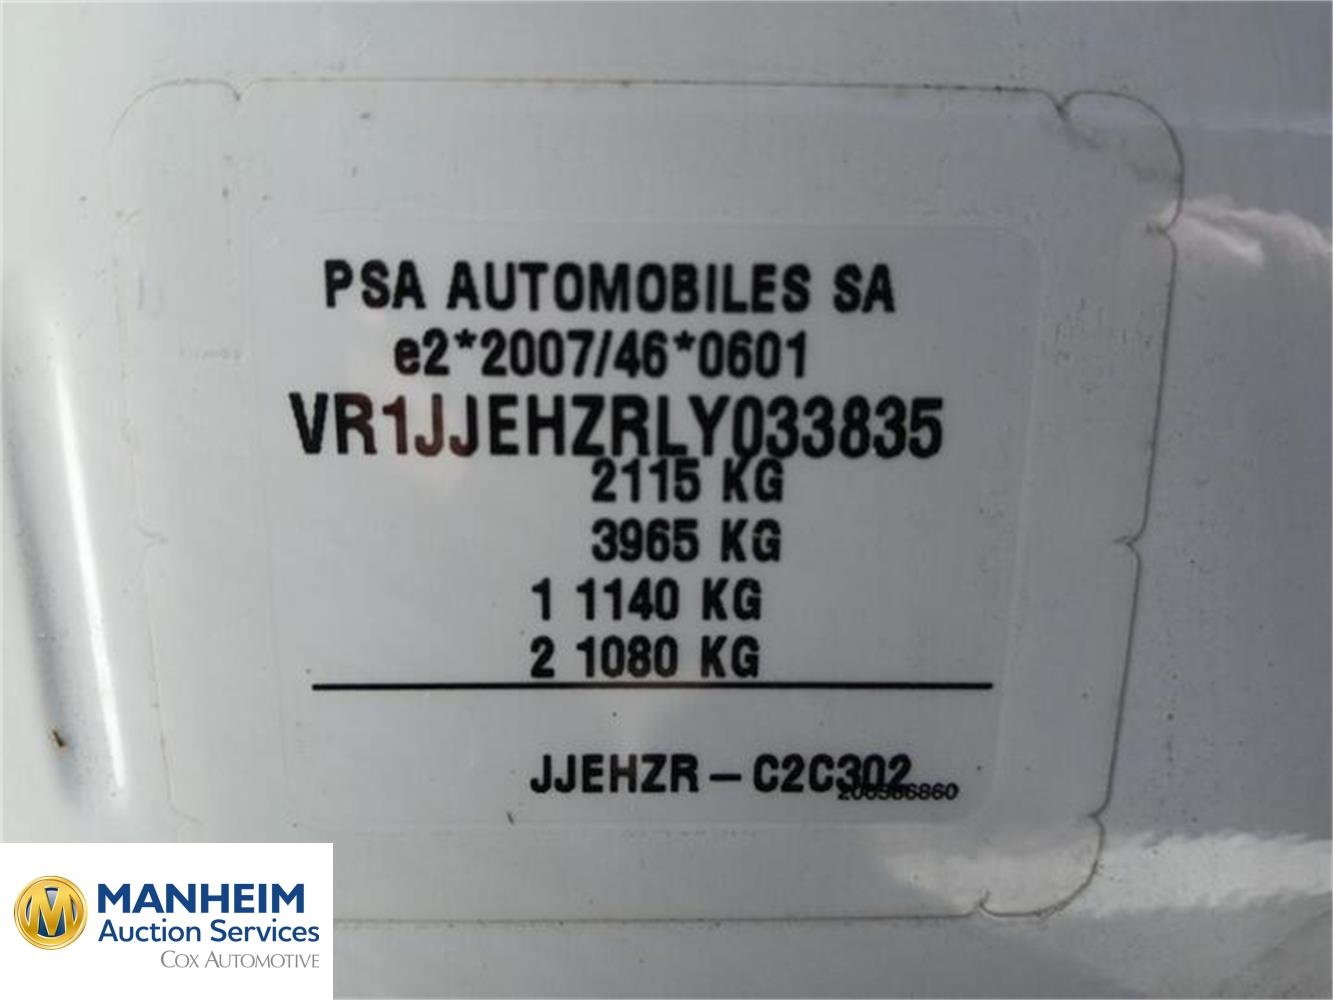 PSA AUTOMOBILES SA
e2*2007/46*0601
VR1JJEHZRLY033835
2115 KG
3965 KG
1 1140 KG
2 1080 KG
JJEHZR – C2C302
MANHEIM
Auction Services
COX AUTOMOTIVE